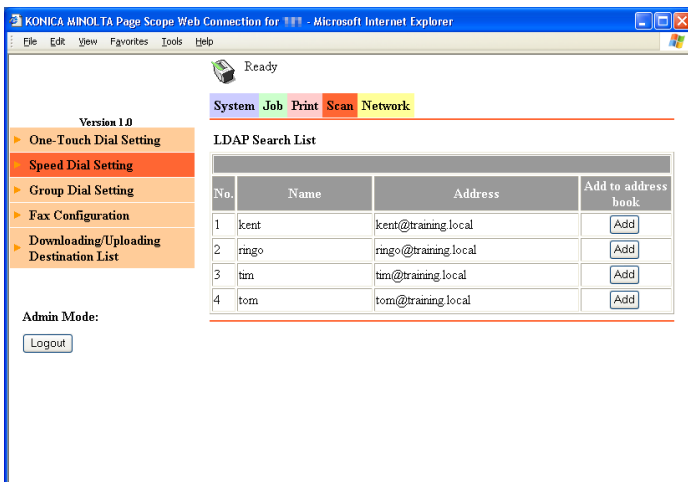 KONICA MINOLTA Page Scope Web Connection for - Microsoft Internet Explorer
File Edit View Favorites Tools Help
Ready
System Job Print Scan Network
Version 1.0
One-Touch Dial Setting
Speed Dial Setting
Group Dial Setting
Fax Configuration
Downloading/Uploading
Destination List
Admin Mode:
Logout
LDAP Search List
No. Name Address Add to address
book
1 kent kent@training.local Add
2 ringo ringo@training.local Add
3 tim tim@training.local Add
4 tom tom@training.local Add